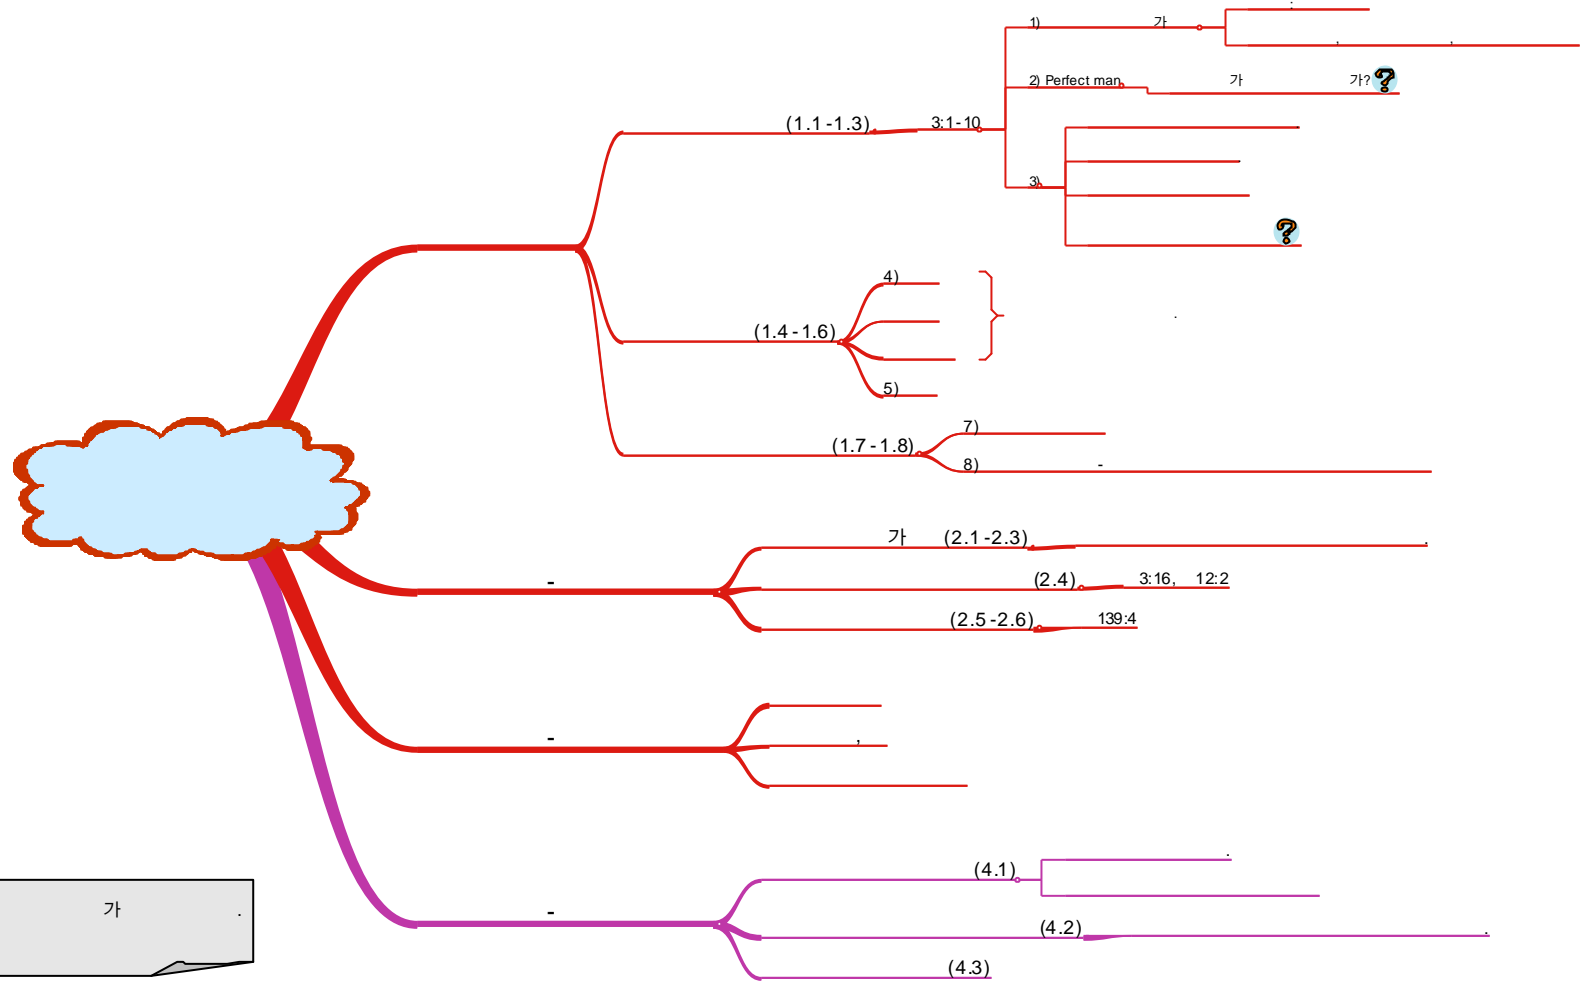 ;
1) 가
, ,
2) Perfect man 가 가?
(1.1 - 1.3) 3:1 - 10
3)
4)
.
(1.4 - 1.6)
5)
7)
(1.7 - 1.8)
8) -
가 (2.1 - 2.3) .
- (2.4) 3:16, 12:2
(2.5 - 2.6) 139:4
- ,
.
(4.1)
-
(4.2) .
(4.3)
가 .